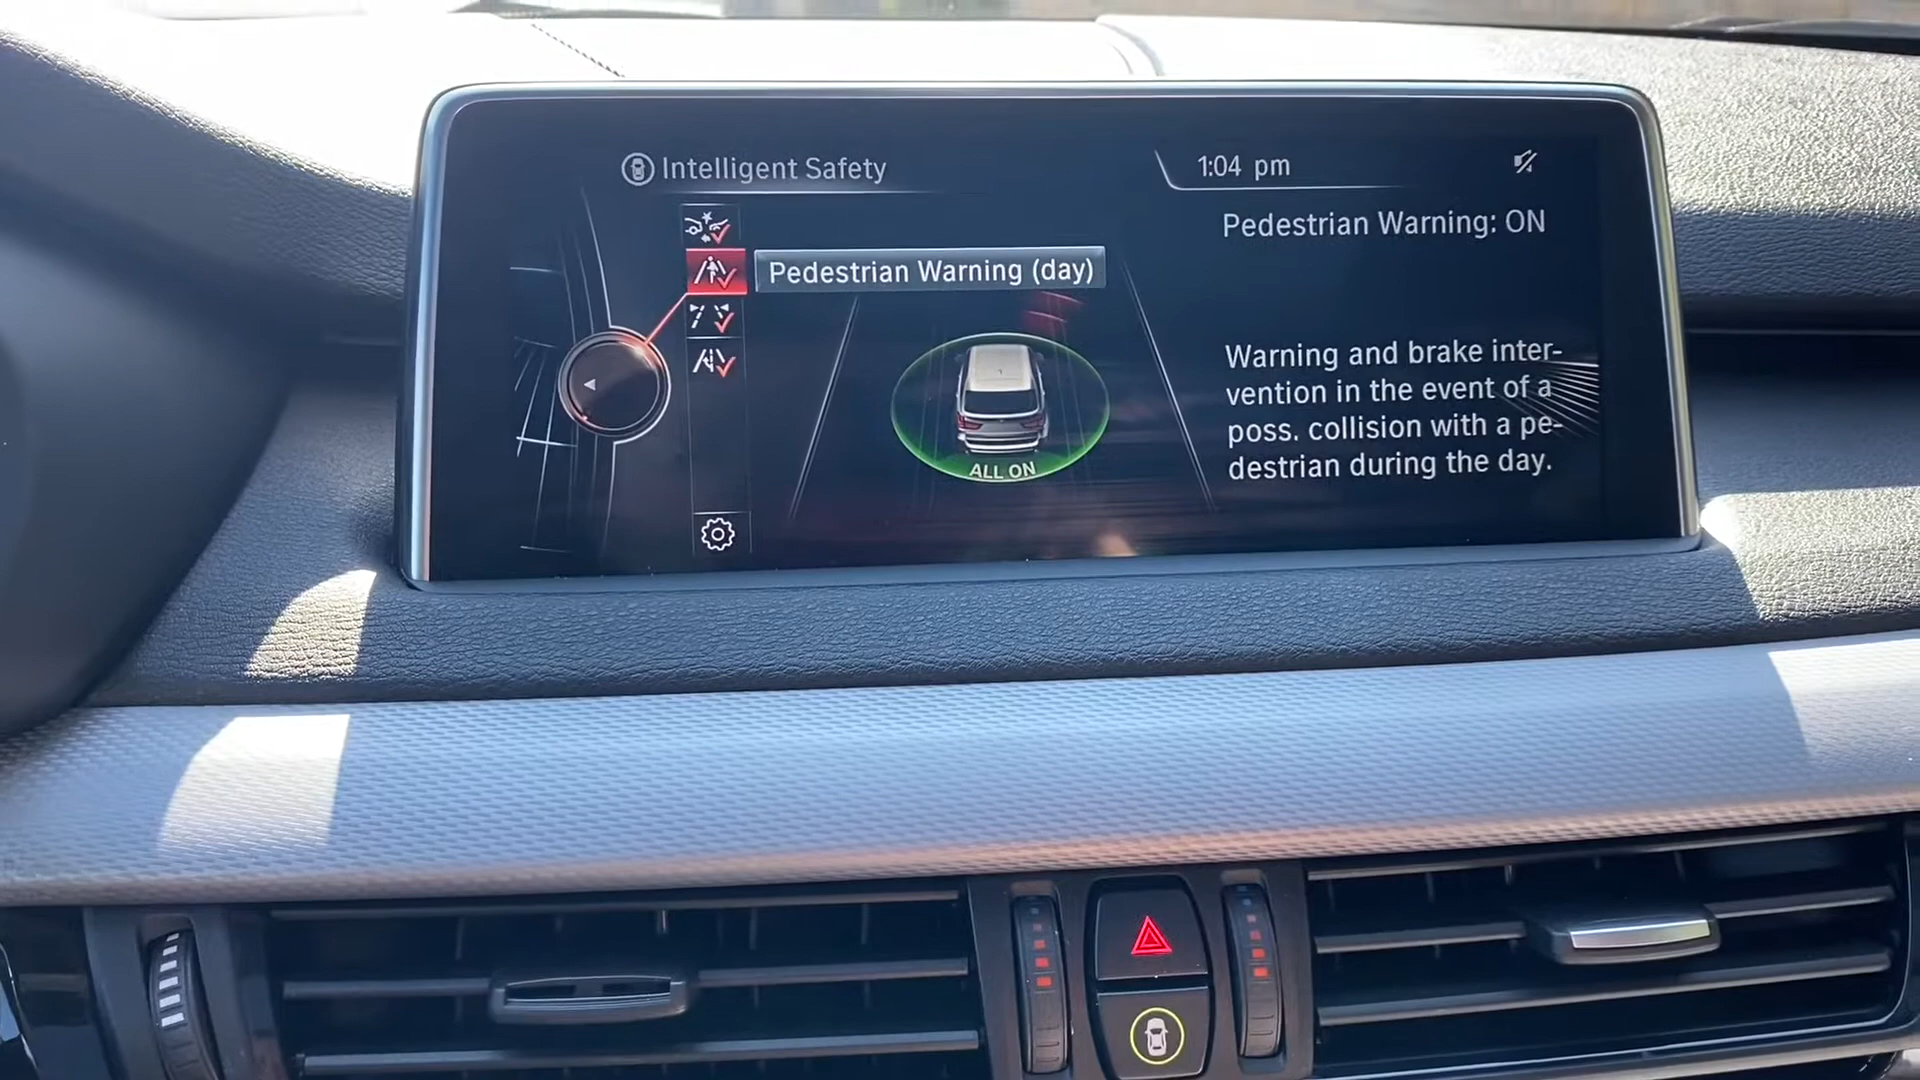 Intelligent Safety
1:04 pm
Pedestrian Warning: ON
Pedestrian Warning (day)
Warning and brake inter-
vention in the event of a
poss. collision with a pe-
destrian during the day.
ALL ON